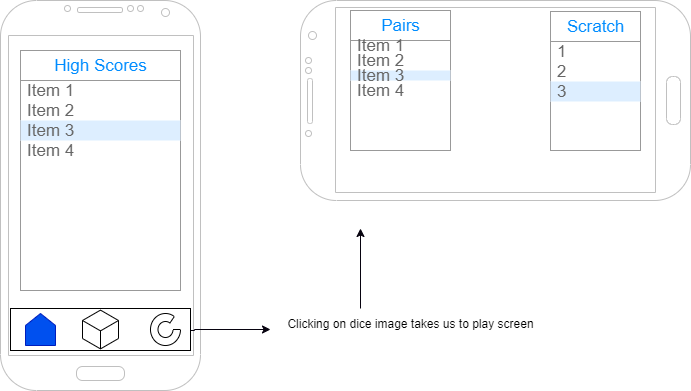 High Scores
Item 1
Item 2
Item 3
Item 4
Pairs
Item 1
Item 2
Item 3
Item 4
Scratch
1
2
3
Clicking on dice image takes us to play screen